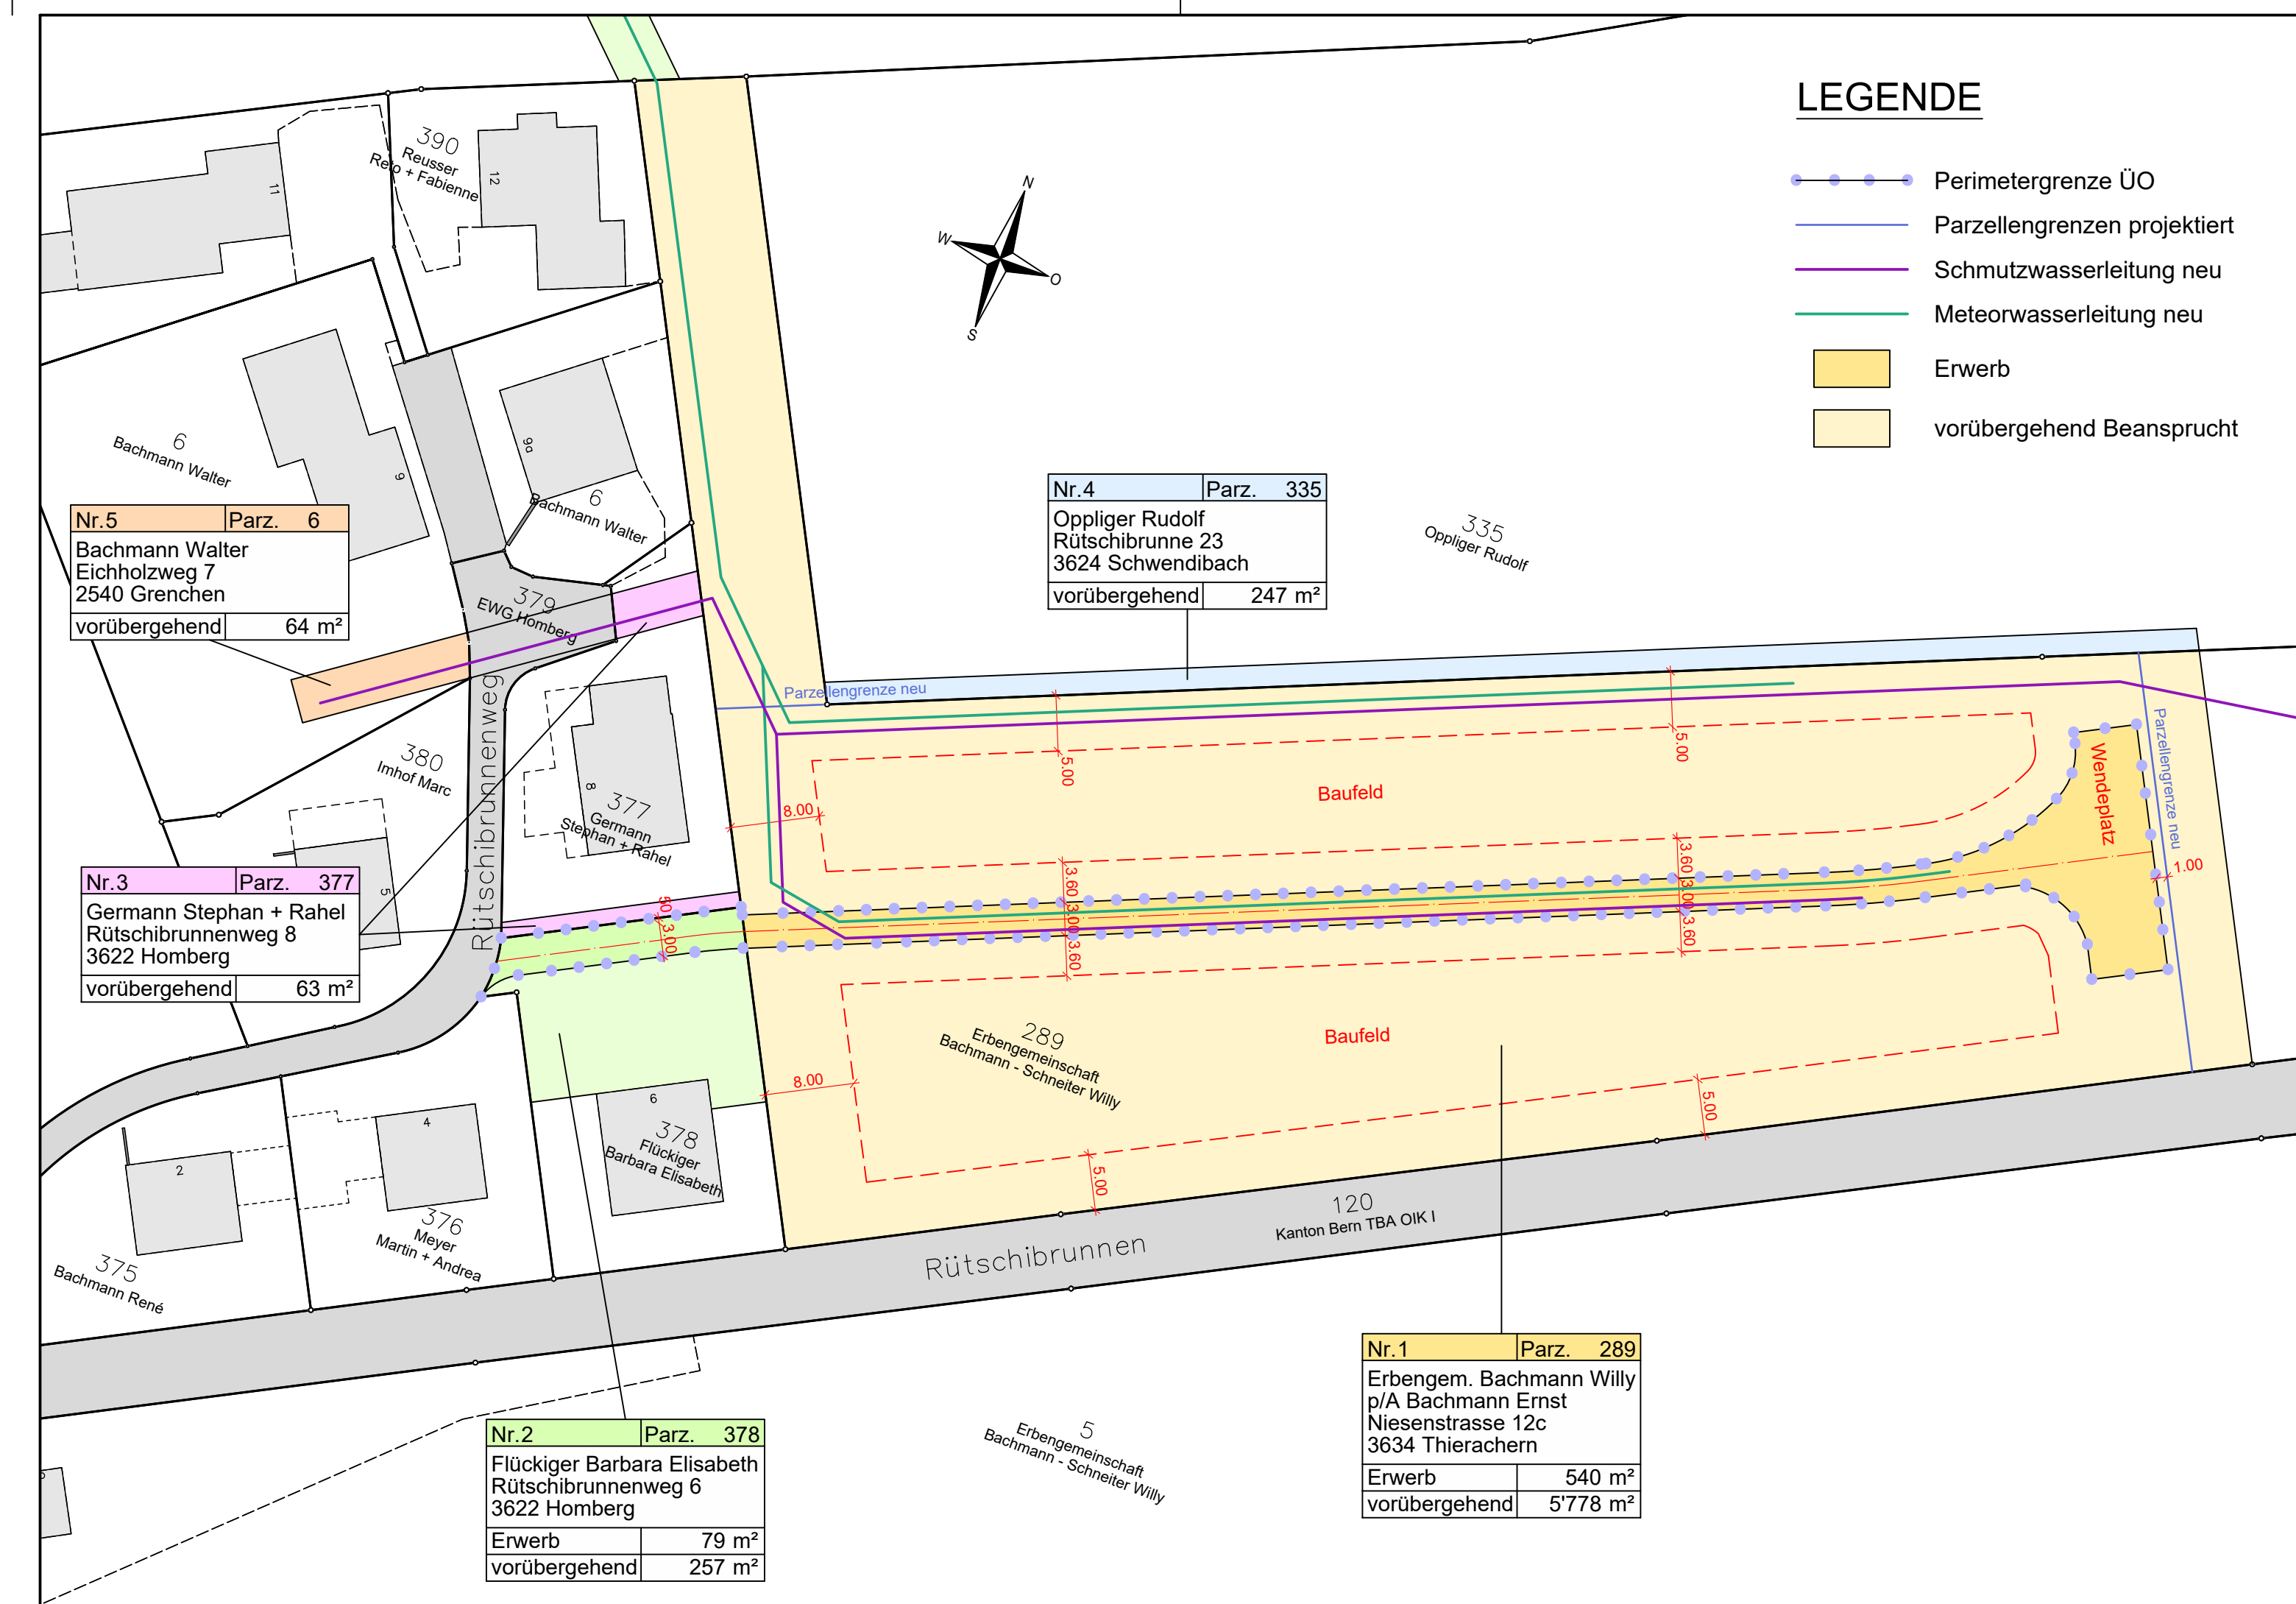 LEGENDE
Perimetergrenze ÜO
Parzellengrenzen projektiert
Schmutzwasserleitung neu
Meteorwasserleitung neu
Erwerb
vorübergehend Beansprucht
N
W
O
S
390
Reusser
Reto + Fabienne
11
12
6
Bachmann Walter
9
9a
6
Bachmann Walter
Nr.5 Parz. 6
Bachmann Walter
Eichholzweg 7
2540 Grenchen
vorübergehend 64 m²
Nr.4 Parz. 335
Oppliger Rudolf
Rütschibrunne 23
3624 Schwendibach
vorübergehend 247 m²
335
Oppliger Rudolf
379
EWG Homberg
Rütschibrunnenweg
380
Imhof Marc
5
8
377
Germann
Stephan + Rahel
Nr.3 Parz. 377
Germann Stephan + Rahel
Rütschibrunnenweg 8
3622 Homberg
vorübergehend 63 m²
Parzellengrenze neu
5.00
5.00
8.00
Baufeld
Wendeplatz
Parzellengrenze neu
1.00
3.60
3.00
3.60
3.60
3.00
3.60
50
3.00
8.00
289
Erbengemeinschaft
Bachmann - Schneiter Willy
Baufeld
5.00
5.00
6
378
Flückiger
Barbara Elisabeth
2
4
376
Meyer
Martin + Andrea
375
Bachmann René
Rütschibrunnen
120
Kanton Bern TBA OIK I
5
Erbengemeinschaft
Bachmann - Schneiter Willy
Nr.2 Parz. 378
Flückiger Barbara Elisabeth
Rütschibrunnenweg 6
3622 Homberg
Erwerb 79 m²
vorübergehend 257 m²
Nr.1 Parz. 289
Erbengem. Bachmann Willy
p/A Bachmann Ernst
Niesenstrasse 12c
3634 Thierachern
Erwerb 540 m²
vorübergehend 5'778 m²